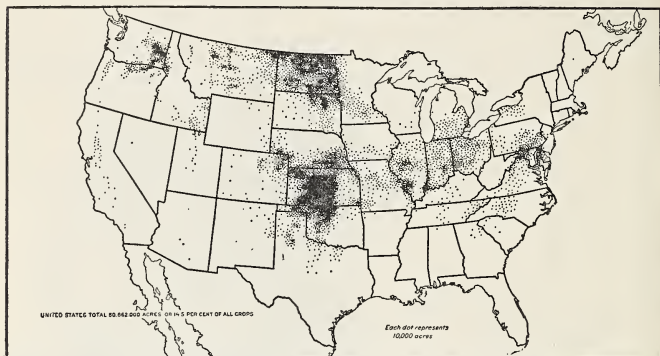 UNITED STATES TOTAL 50,862,000 ACRES OR 14.5 PER CENT OF ALL CROPS
Each dot represents
10,000 acres